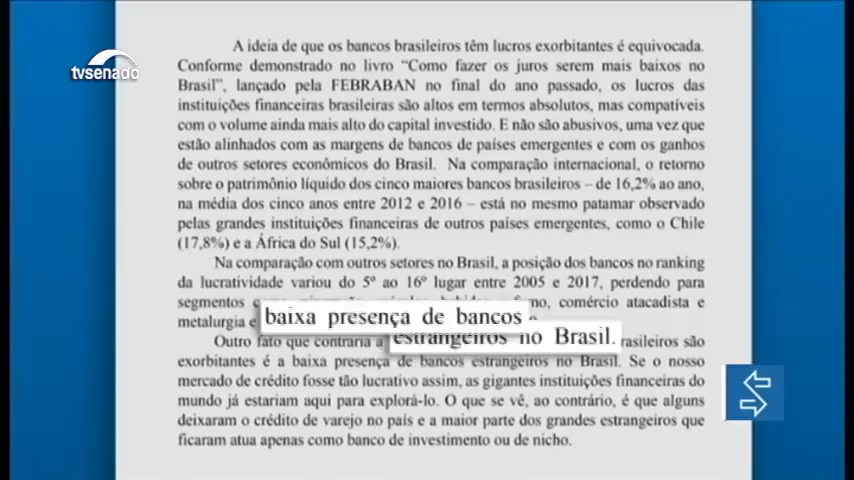 tvsenado
A ideia de que os bancos brasileiros têm lucros exorbitantes é equivocada.
Conforme demonstrado no livro “Como fazer os juros serem mais baixos no
Brasil”, lançado pela FEBRABAN no final do ano passado, os lucros das
instituições financeiras brasileiras são altos em termos absolutos, mas compatíveis
com o volume ainda mais alto do capital investido. E não são abusivos, uma vez que
estão alinhados com as margens de bancos de países emergentes e com os ganhos
de outros setores econômicos do Brasil. Na comparação internacional, o retorno
sobre o patrimônio líquido dos cinco maiores bancos brasileiros – de 16,2% ao ano,
na média dos cinco anos entre 2012 e 2016 – está no mesmo patamar observado
pelas grandes instituições financeiras de outros países emergentes, como o Chile
(17,8%) e a África do Sul (15,2%).
Na comparação com outros setores no Brasil, a posição dos bancos no ranking
da lucratividade variou do 5º ao 16º lugar entre 2005 e 2017, perdendo para
segmentos comércio atacadista e
metalurgia e
baixa presença de bancos
estrangeiros no Brasil.
Outro fato que contraria a rasileiros são
exorbitantes é a baixa presença de bancos estrangeiros no Brasil. Se o nosso
mercado de crédito fosse tão lucrativo assim, as gigantes instituições financeiras do
mundo já estariam aqui para explorá-lo. O que se vê, ao contrário, é que alguns
deixaram o crédito de varejo no país e a maior parte dos grandes estrangeiros que
ficaram atua apenas como banco de investimento ou de nicho.